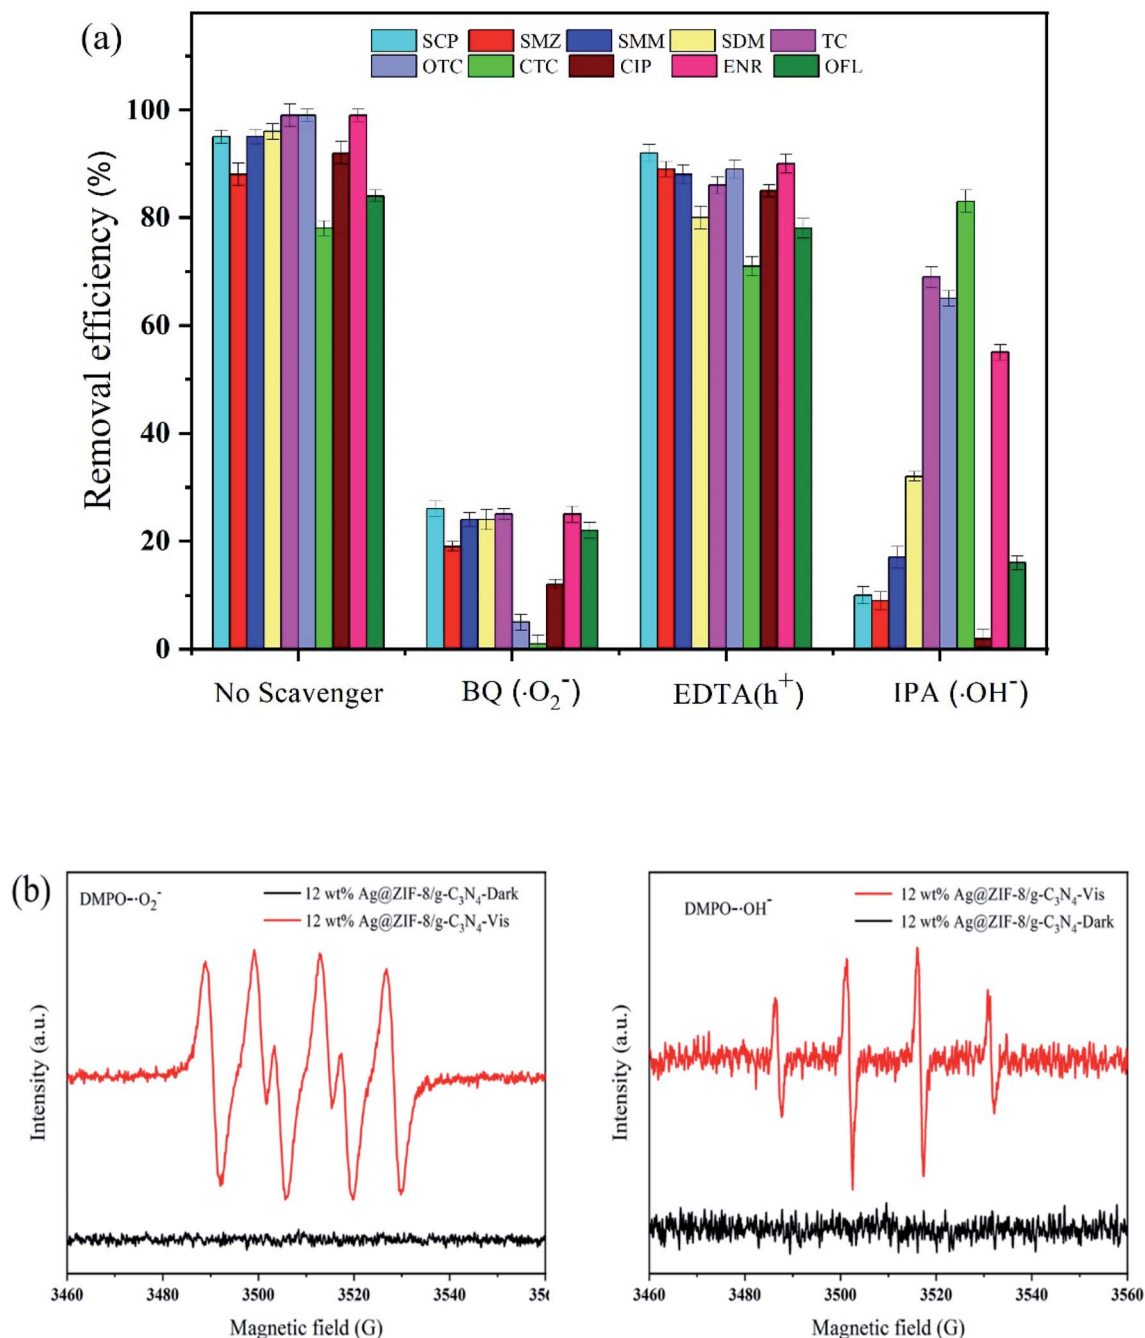 (a)
SCP SMZ SMM SDM TC
OTC CTC CIP ENR OFL
Removal efficiency (%)
100
80
60
40
20
0
No Scavenger BQ (·O₂⁻) EDTA(h⁺) IPA (·OH⁻)
(b)
DMPO-·O₂⁻
12 wt% Ag@ZIF-8/g-C₃N₄-Dark
12 wt% Ag@ZIF-8/g-C₃N₄-Vis
Intensity (a.u.)
3460 3480 3500 3520 3540 356
Magnetic field (G)
DMPO-·OH⁻
12 wt% Ag@ZIF-8/g-C₃N₄-Vis
12 wt% Ag@ZIF-8/g-C₃N₄-Dark
Intensity (a.u.)
3460 3480 3500 3520 3540 3560
Magnetic field (G)